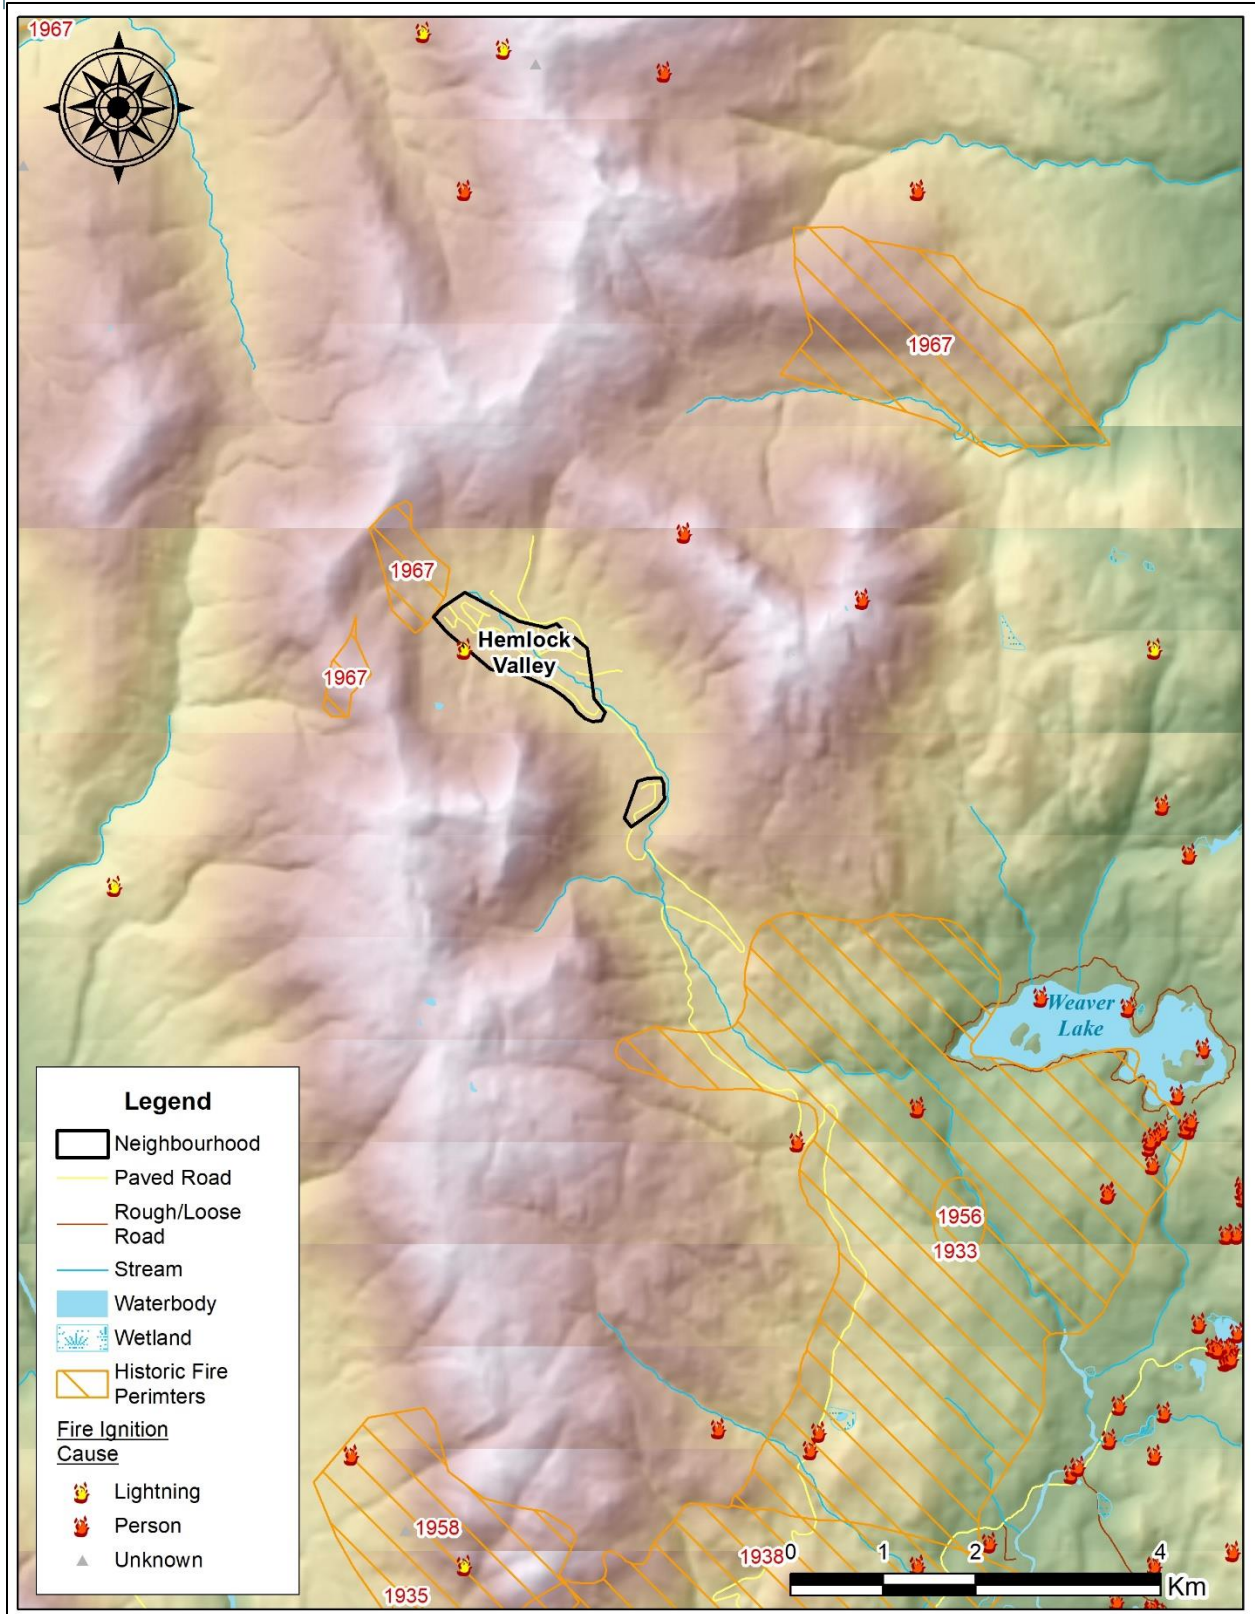 1967
1967
1967
Hemlock
Valley
1967
Weaver
Lake
1956
1933
1958
1938
1935
0
1
2
4
Km
Legend
Neighbourhood
Paved Road
Rough/Loose
Road
Stream
Waterbody
Wetland
Historic Fire
Perimters
Fire Ignition
Cause
Lightning
Person
Unknown